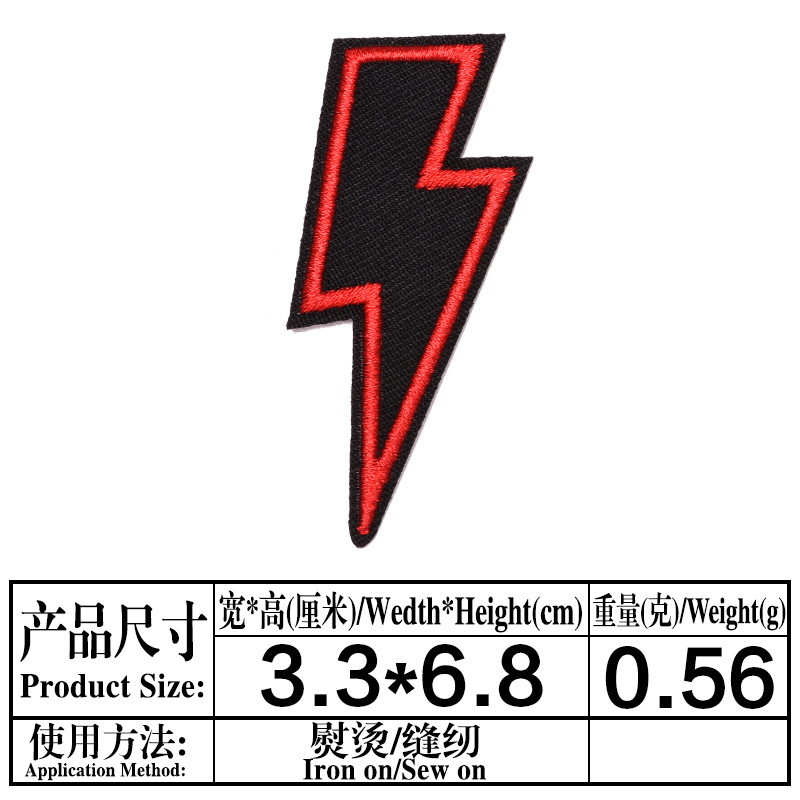 产品尺寸
Product Size:
宽*高(厘米)/Wedth*Height(cm)
重量(克)/Weight(g)
3.3*6.8
0.56
使用方法:
Application Method:
熨烫/缝纫
Iron on/Sew on